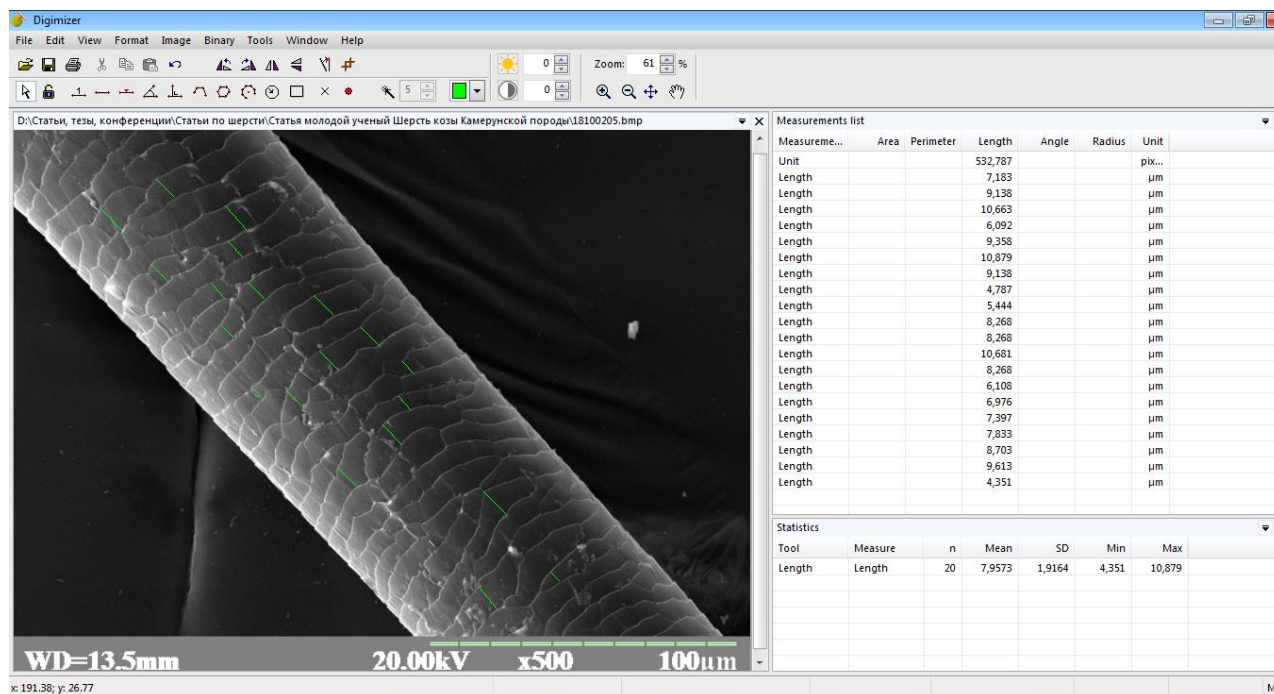 Digimizer
File Edit View Format Image Binary Tools Window Help
0 Zoom: 61 %
5 0
D:\Статьи, тезы, конференции\Статьи по шерсти\Статья молодой ученый Шерсть козы Камерунской породы\18100205.bmp
WD=13.5mm 20.00kV x500 100µm
Measurements list
Measureme... Area Perimeter Length Angle Radius Unit
Unit 532,787 pix...
Length 7,183 µm
Length 9,138 µm
Length 10,663 µm
Length 6,092 µm
Length 9,358 µm
Length 10,879 µm
Length 9,138 µm
Length 4,787 µm
Length 5,444 µm
Length 8,268 µm
Length 8,268 µm
Length 10,681 µm
Length 8,268 µm
Length 6,108 µm
Length 6,976 µm
Length 7,397 µm
Length 7,833 µm
Length 8,703 µm
Length 9,613 µm
Length 4,351 µm
Statistics
Tool Measure n Mean SD Min Max
Length Length 20 7,9573 1,9164 4,351 10,879
x: 191.38; y: 26.77